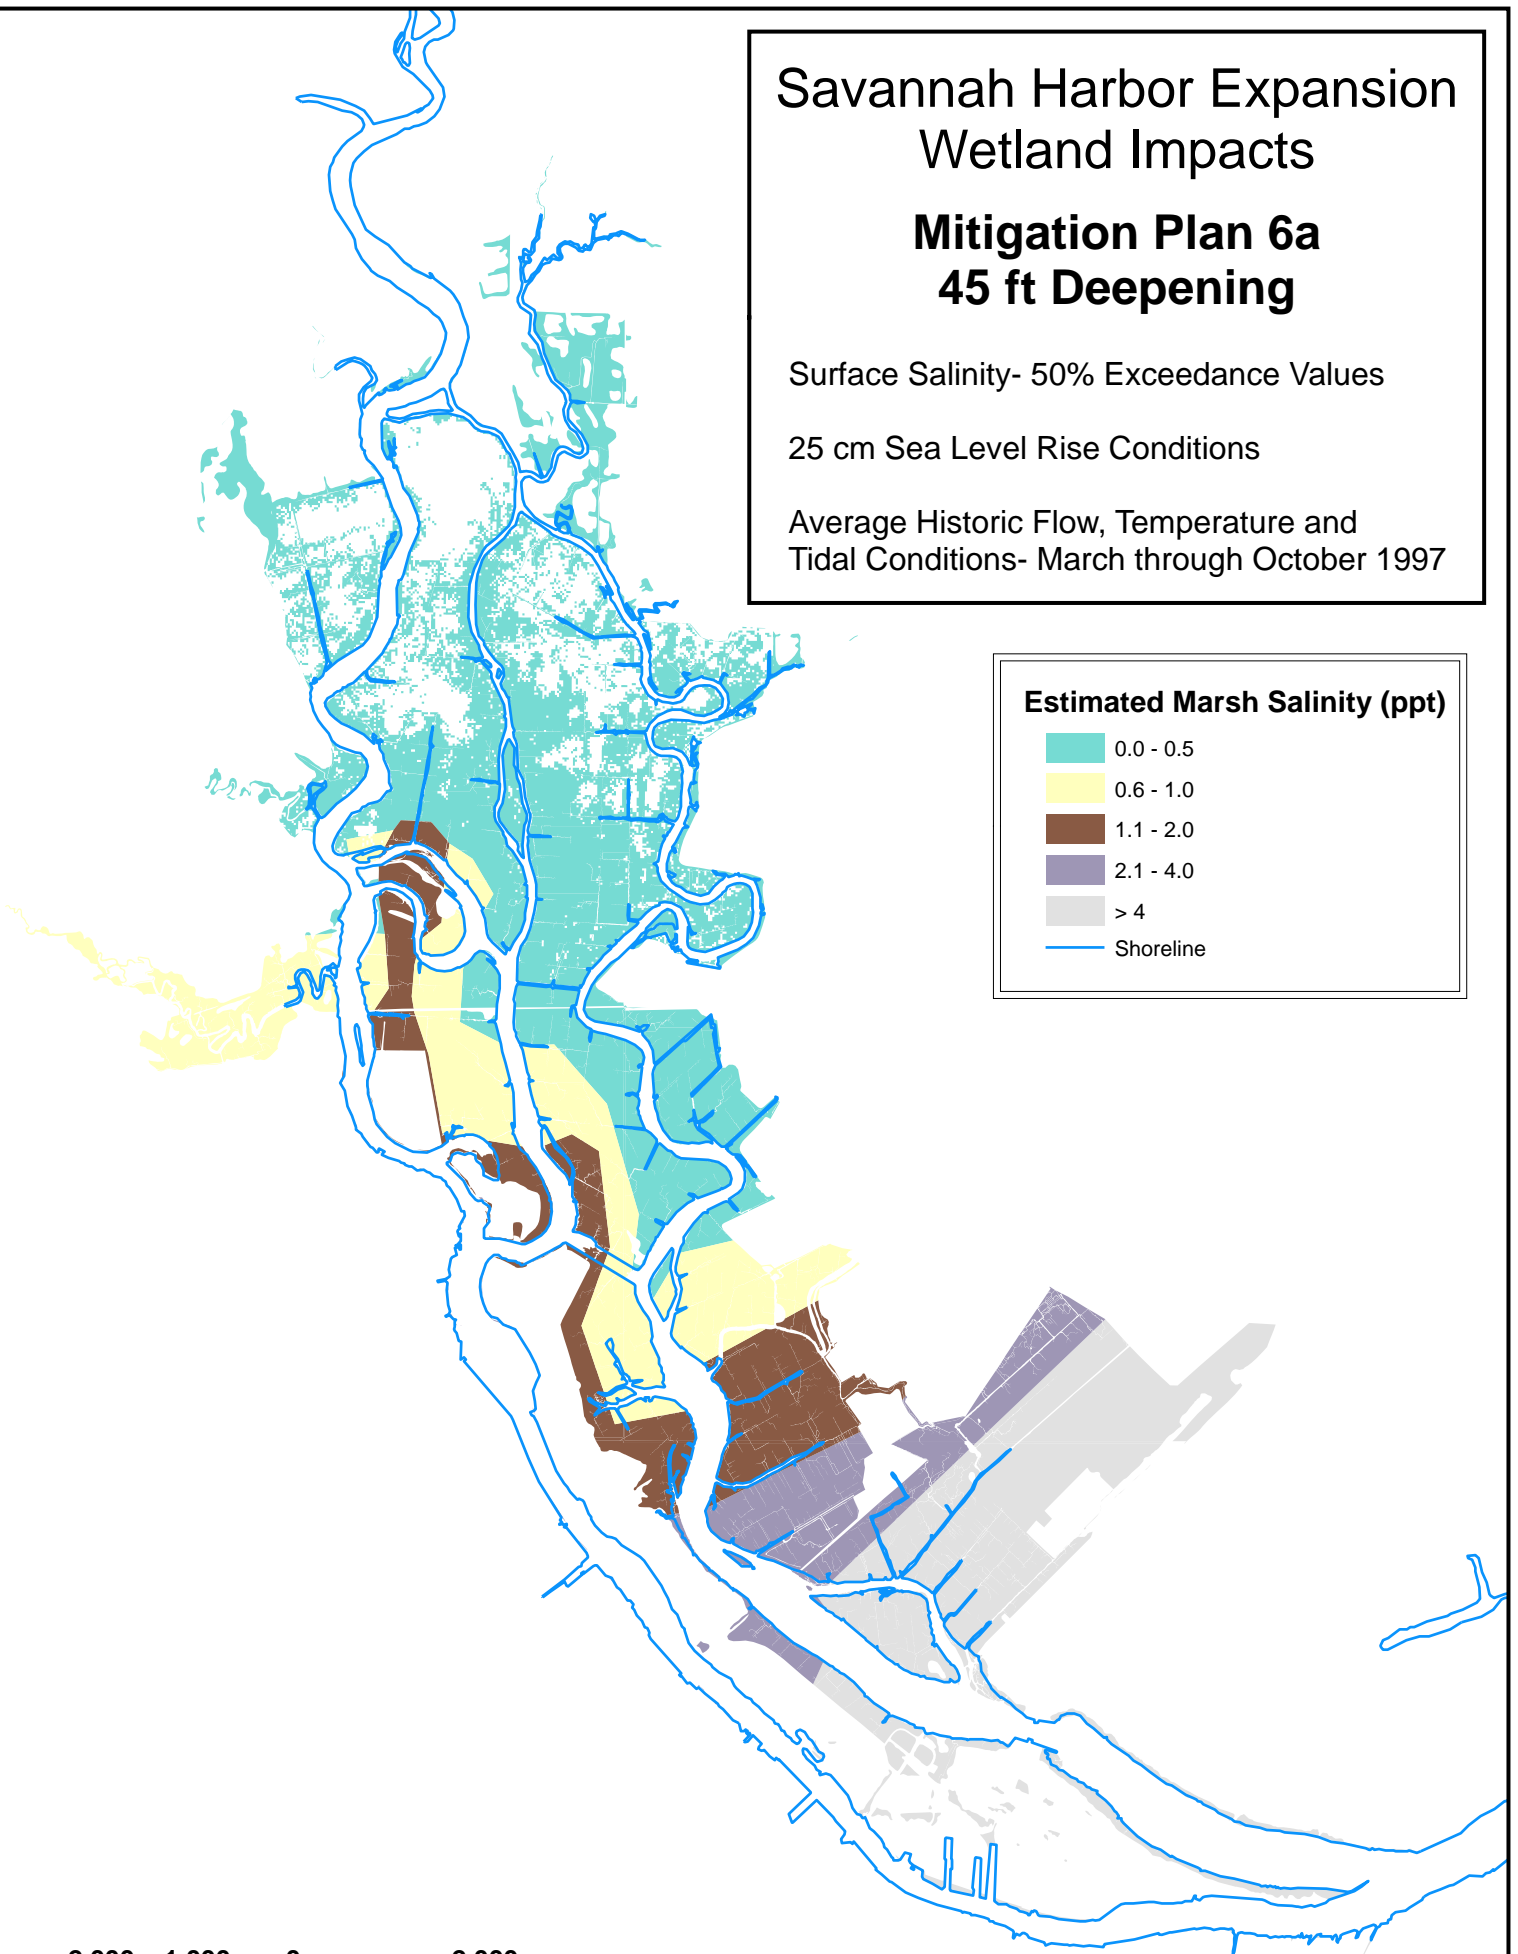 Savannah Harbor Expansion
Wetland Impacts
Mitigation Plan 6a
45 ft Deepening
Surface Salinity- 50% Exceedance Values
25 cm Sea Level Rise Conditions
Average Historic Flow, Temperature and
Tidal Conditions- March through October 1997
Estimated Marsh Salinity (ppt)
0.0 - 0.5
0.6 - 1.0
1.1 - 2.0
2.1 - 4.0
> 4
Shoreline